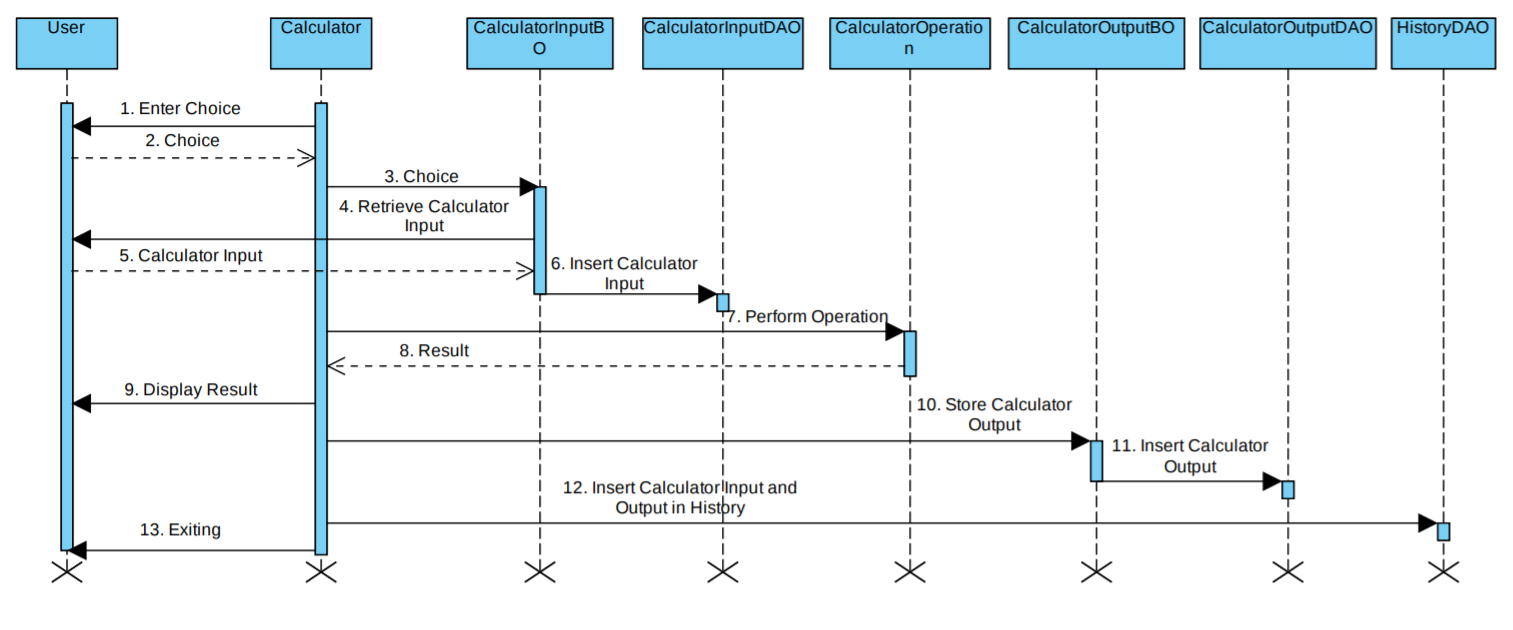 User
Calculator
CalculatorInputB
O
CalculatorInputDAO
CalculatorOperatio
n
CalculatorOutputBO
CalculatorOutputDAO
HistoryDAO
1. Enter Choice
2. Choice
3. Choice
4. Retrieve Calculator
Input
5. Calculator Input
6. Insert Calculator
Input
7. Perform Operation
8. Result
9. Display Result
10. Store Calculator
Output
11. Insert Calculator
Output
12. Insert Calculator Input and
Output in History
13. Exiting